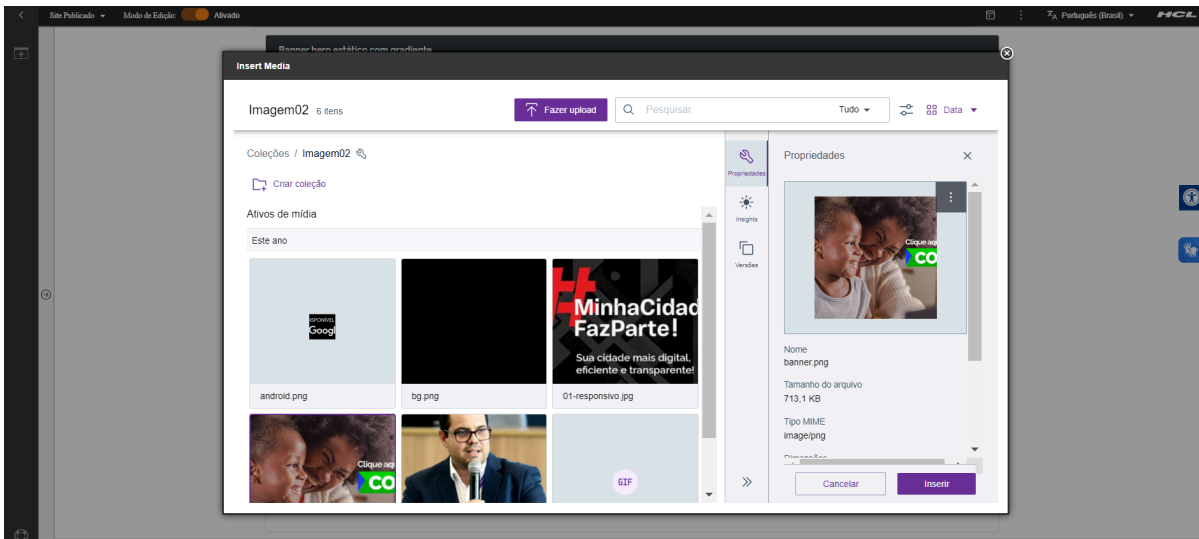 Site Publicado
Modo de Edição:
Ativado
Português (Brasil)
HCL
Banner hero estático com gradiente
Insert Media
Imagem02 6 itens
Fazer upload
Pesquisar
Tudo
Data
Coleções / Imagem02
Criar coleção
Ativos de mídia
Este ano
ISPONÍVEL
Googl
android.png
bg.png
#MinhaCidad
FazParte!
Sua cidade mais digital,
eficiente e transparente!
01-responsivo.jpg
Clique aqu
CO
GIF
Propriedades
Insights
Versões
Propriedades
Clique aqu
CO
Nome
banner.png
Tamanho do arquivo
713,1 KB
Tipo MIME
image/png
Dimensões
Cancelar
Inserir